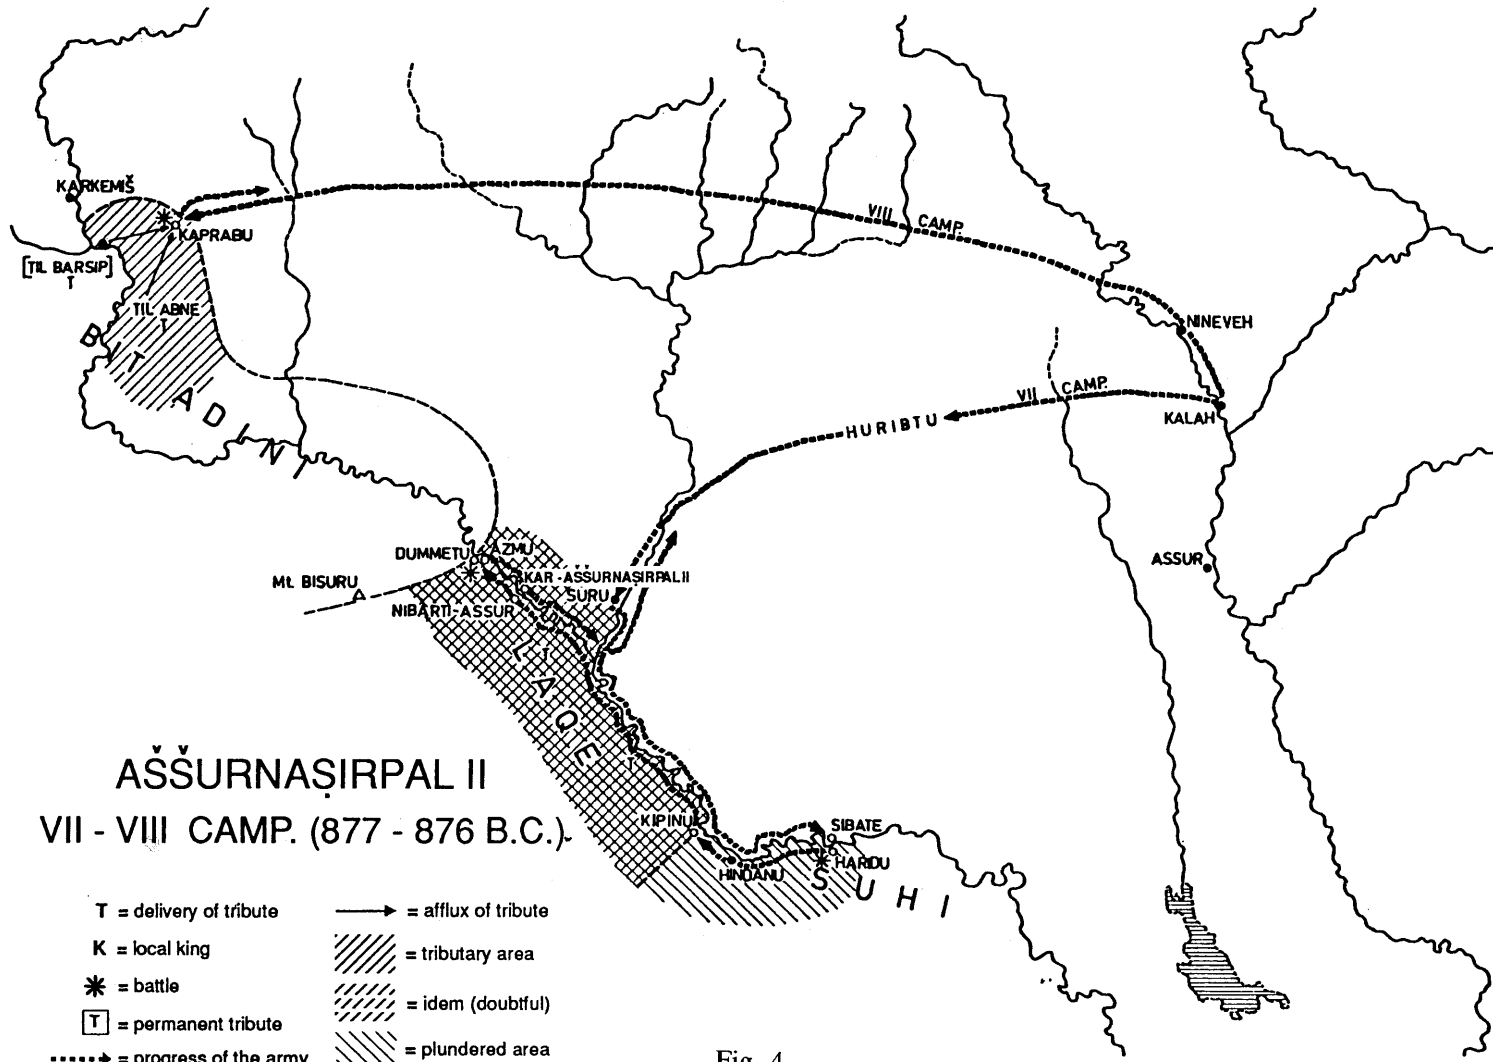 KARKEMIŠ
KAPRABU
[TIL BARSIP]
T
TIL ABNE
T
BIT ADINI
VIII CAMP.
NINEVEH
VII CAMP.
KALAH
HURIBTU
ASSUR
DUMMETU
AZMU
Mt. BISURU
KAR-AŠŠURNAṢIRPAL II
SURU
NIBARTI-ASSUR
T
LAQE
T
KIPINU
SIBATE
HARIDU
HINDANU
SUHI
AŠŠURNAṢIRPAL II
VII - VIII CAMP. (877 - 876 B.C.)
T = delivery of tribute
K = local king
= battle
T = permanent tribute
= progress of the army
= afflux of tribute
= tributary area
= idem (doubtful)
= plundered area
Fig. 4